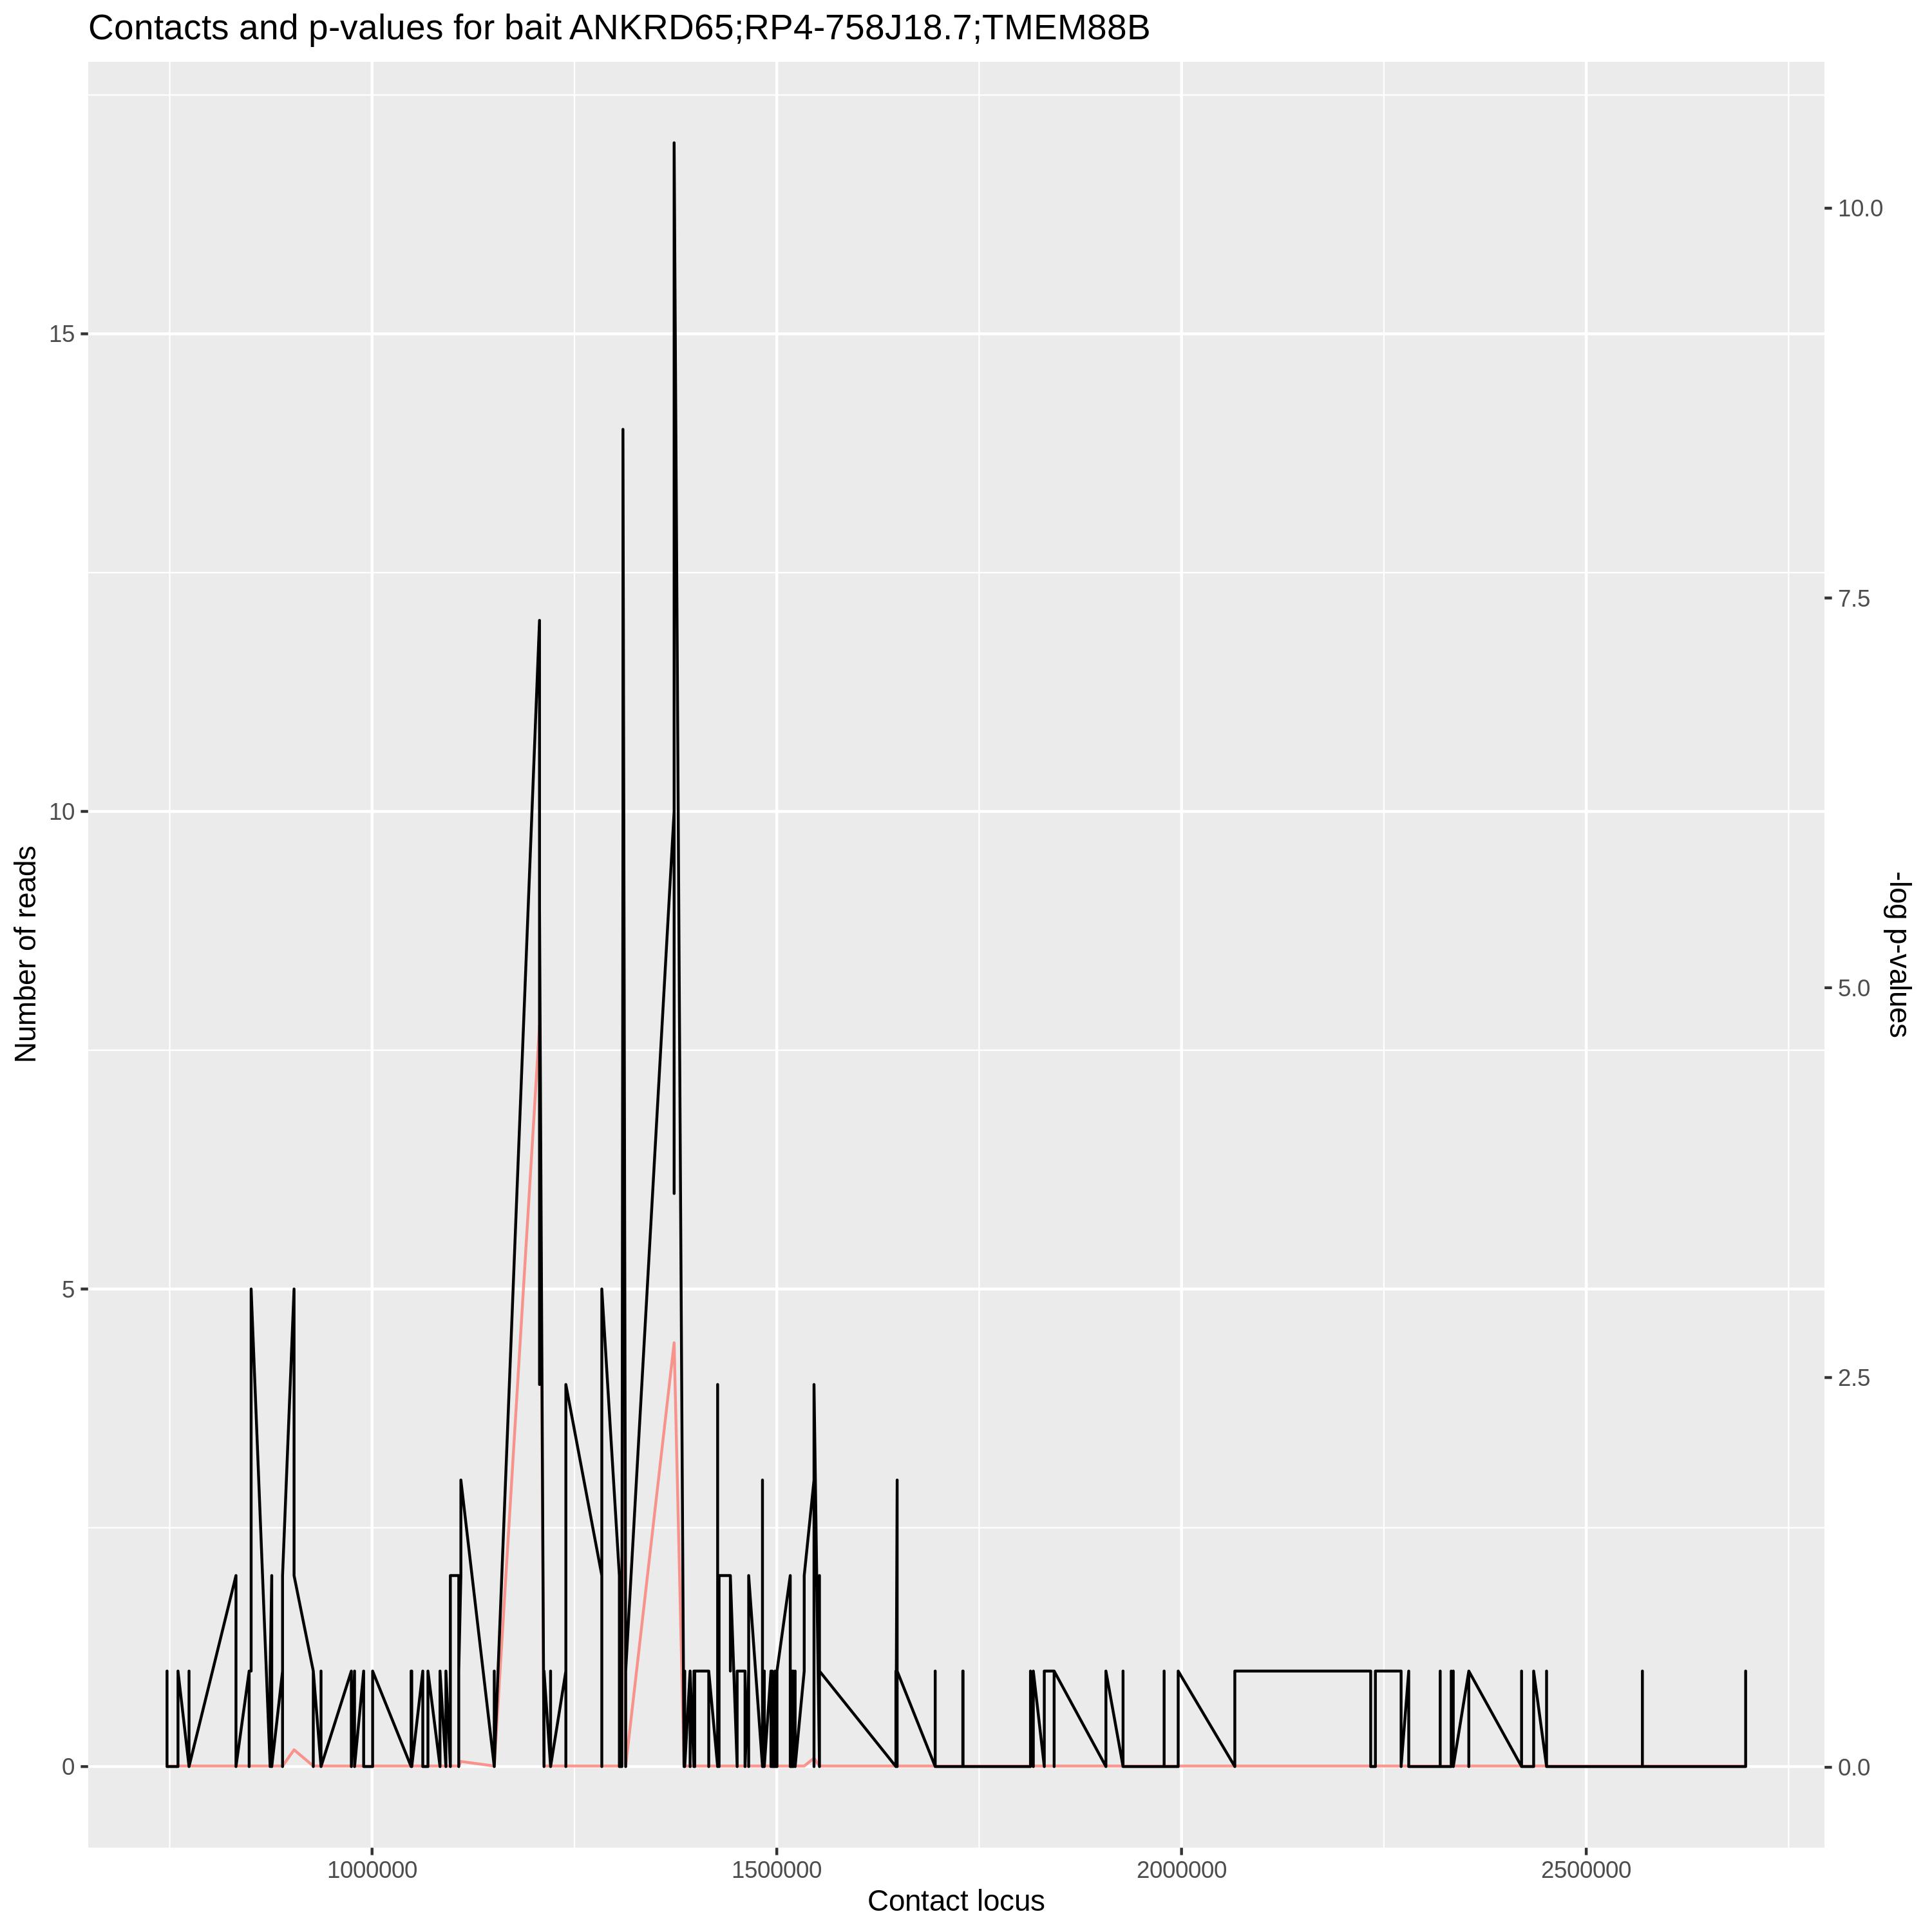 Contacts and p-values for bait ANKRD65;RP4-758J18.7;TMEM88B
Number of reads
15
10
5
0
10.0
7.5
5.0
2.5
0.0
-log p-values
1000000 1500000 2000000 2500000
Contact locus